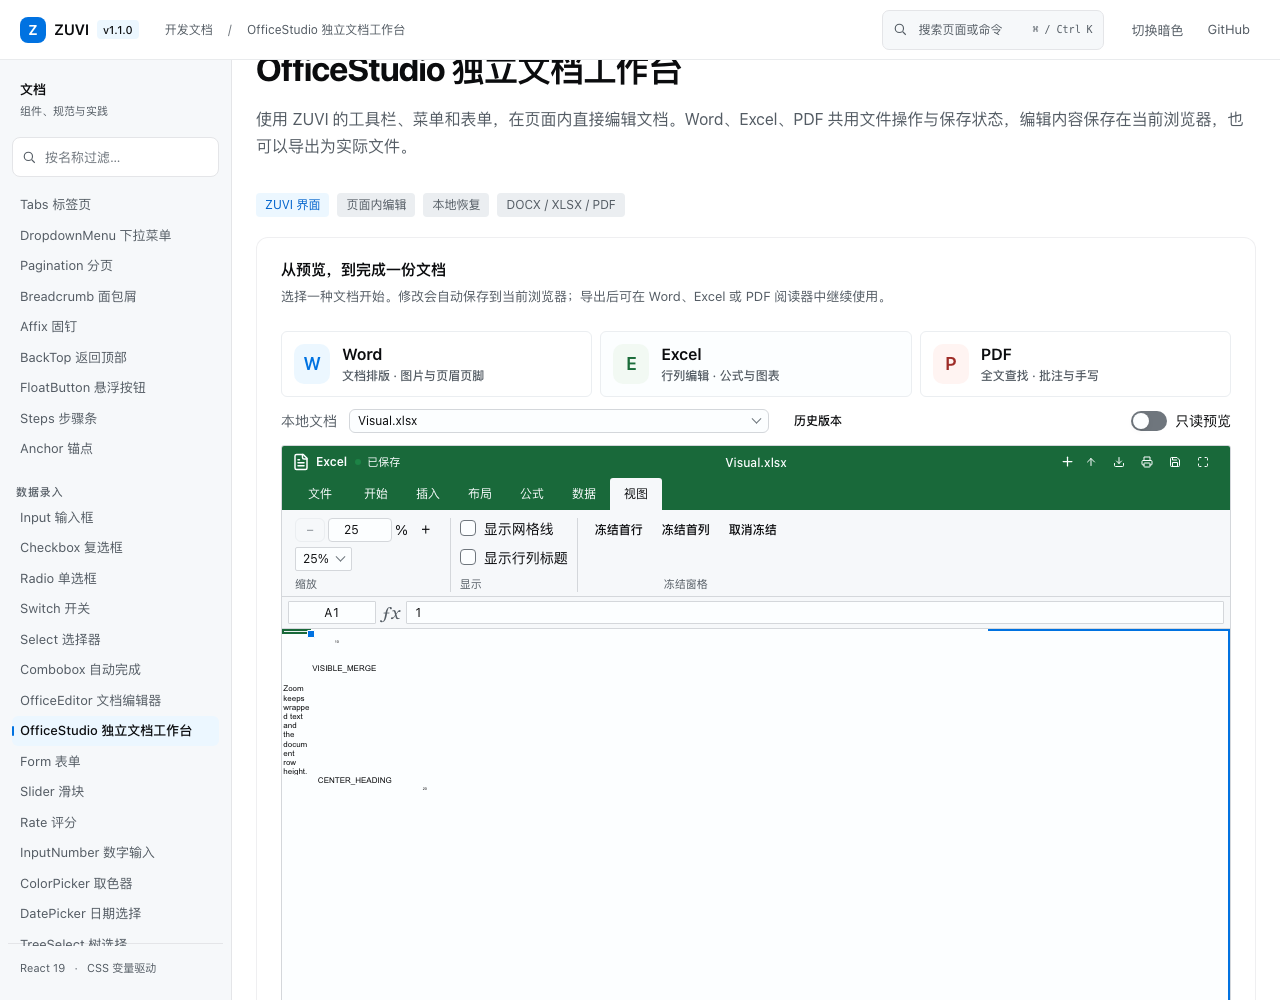 Z ZUVI v1.1.0 开发文档 / OfficeStudio 独立文档工作台 搜索页面或命令 ⌘ / Ctrl K 切换暗色 GitHub
文档
组件、规范与实践
按名称过滤...
Tabs 标签页
DropdownMenu 下拉菜单
Pagination 分页
Breadcrumb 面包屑
Affix 固钉
BackTop 返回顶部
FloatButton 悬浮按钮
Steps 步骤条
Anchor 锚点
数据录入
Input 输入框
Checkbox 复选框
Radio 单选框
Switch 开关
Select 选择器
Combobox 自动完成
OfficeEditor 文档编辑器
OfficeStudio 独立文档工作台
Form 表单
Slider 滑块
Rate 评分
InputNumber 数字输入
ColorPicker 取色器
DatePicker 日期选择
TreeSelect 树选择
React 19 · CSS 变量驱动
OfficeStudio 独立文档工作台
使用 ZUVI 的工具栏、菜单和表单，在页面内直接编辑文档。Word、Excel、PDF 共用文件操作与保存状态，编辑内容保存在当前浏览器，也
可以导出为实际文件。
ZUVI 界面 页面内编辑 本地恢复 DOCX / XLSX / PDF
从预览，到完成一份文档
选择一种文档开始。修改会自动保存到当前浏览器；导出后可在 Word、Excel 或 PDF 阅读器中继续使用。
W Word
文档排版 · 图片与页眉页脚
E Excel
行列编辑 · 公式与图表
P PDF
全文查找 · 批注与手写
本地文档 Visual.xlsx 历史版本 只读预览
Excel 已保存 Visual.xlsx
文件 开始 插入 布局 公式 数据 视图
− 25 % + 显示网格线 冻结首行 冻结首列 取消冻结
25% 显示行列标题
缩放 显示 冻结窗格
A1 fx 1
VISIBLE_MERGE
Zoom
keeps
wrappe
d text
and
the
docum
ent
row
height.
CENTER_HEADING